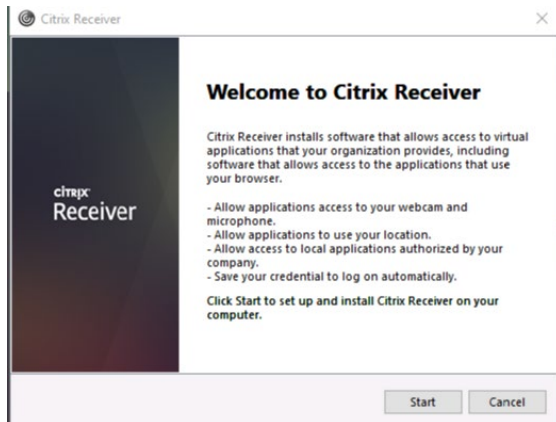 Citrix Receiver
Welcome to Citrix Receiver
Citrix Receiver installs software that allows access to virtual
applications that your organization provides, including
software that allows access to the applications that use
your browser.
- Allow applications access to your webcam and
microphone.
- Allow applications to use your location.
- Allow access to local applications authorized by your
company.
- Save your credential to log on automatically.
Click Start to set up and install Citrix Receiver on your
computer.
CITRIX
Receiver
Start
Cancel